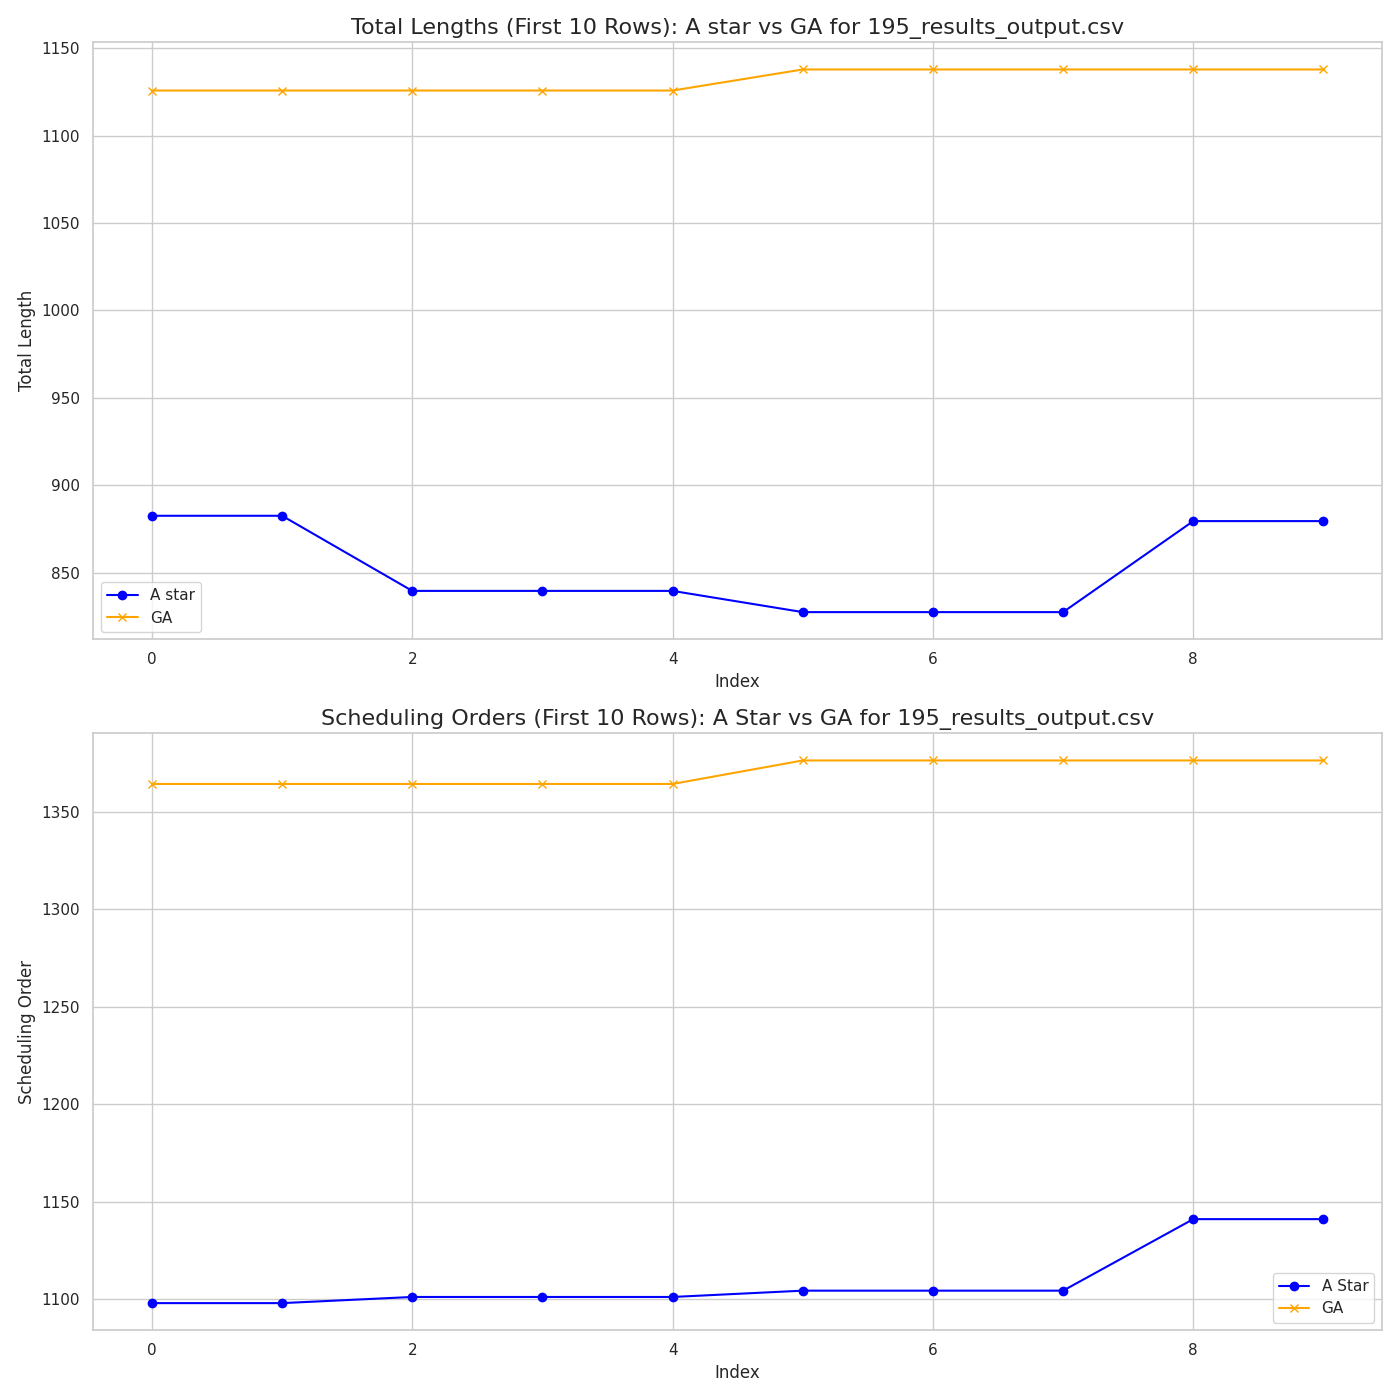 Total Lengths (First 10 Rows): A star vs GA for 195_results_output.csv
1150
1100
1050
1000
950
900
850
Total Length
A star
GA
0 2 4 6 8
Index
Scheduling Orders (First 10 Rows): A Star vs GA for 195_results_output.csv
1350
1300
1250
1200
1150
1100
Scheduling Order
A Star
GA
0 2 4 6 8
Index